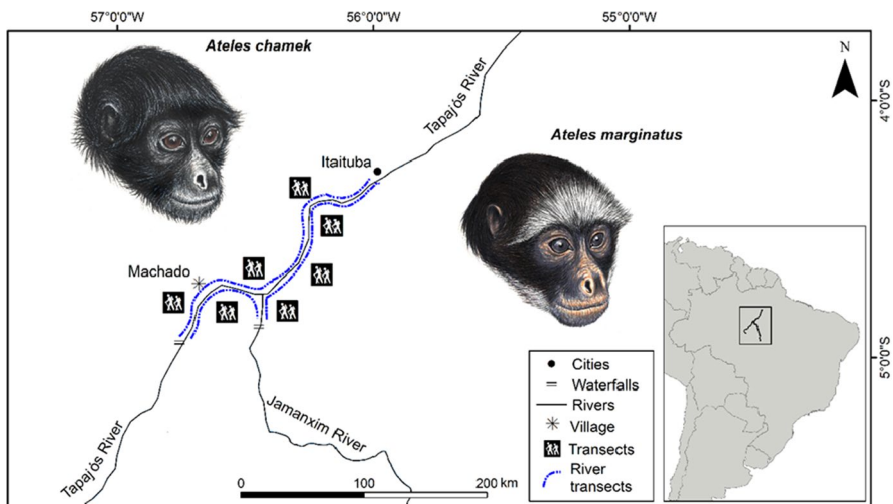 57°0'0"W
56°0'0"W
55°0'0"W
Ateles chamek
N
Tapajós River
4°0'0"S
Ateles marginatus
Itaituba
Machado
5°0'0"S
Cities
Waterfalls
Rivers
Village
Transects
River
transects
Jamanxim River
Tapajós River
0 100 200 km